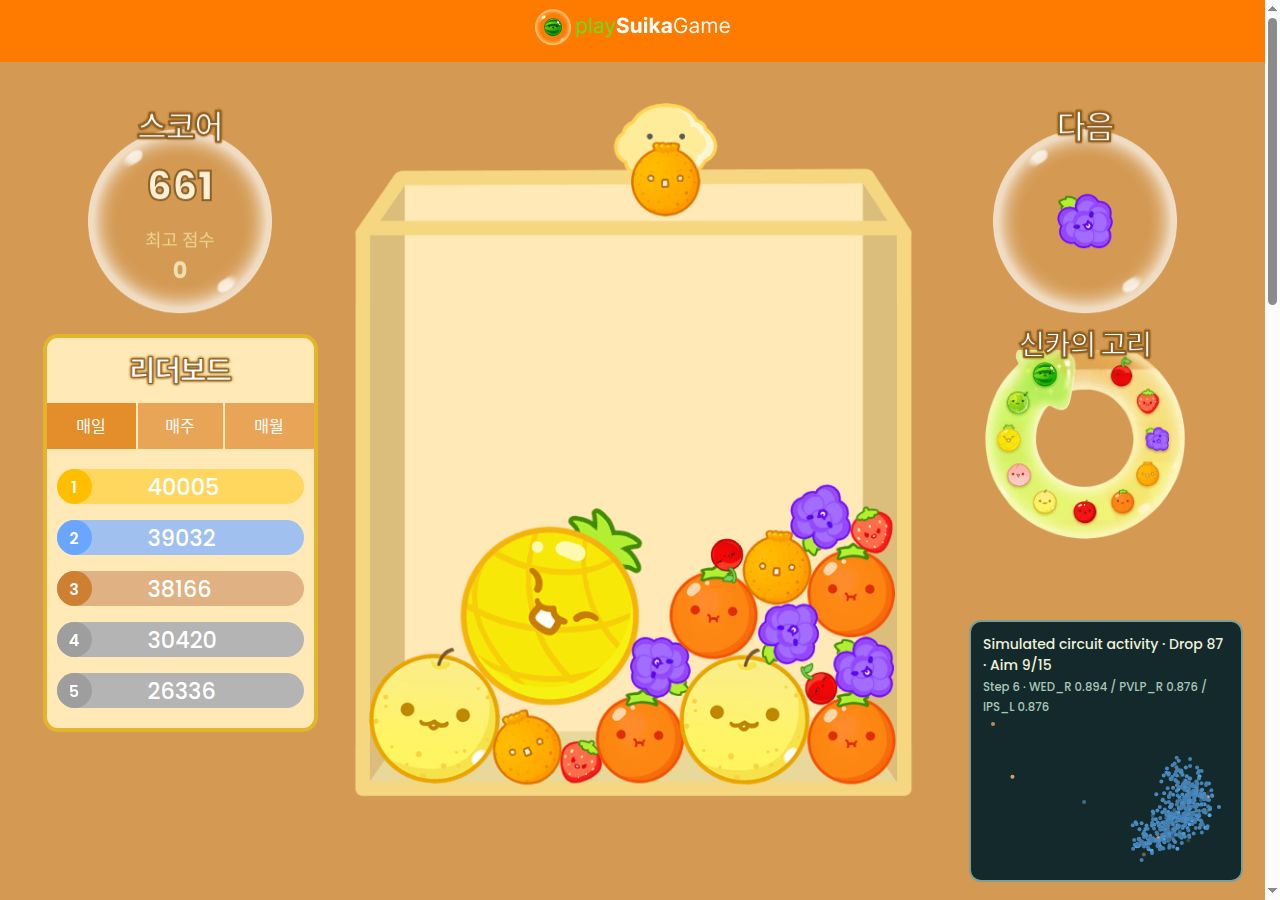 playSuikaGame
스코어
661
최고 점수
0
리더보드
매일 매주 매월
1 40005
2 39032
3 38166
4 30420
5 26336
다음
신카의 고리
Simulated circuit activity · Drop 87
· Aim 9/15
Step 6 · WED_R 0.894 / PVLP_R 0.876 /
IPS_L 0.876